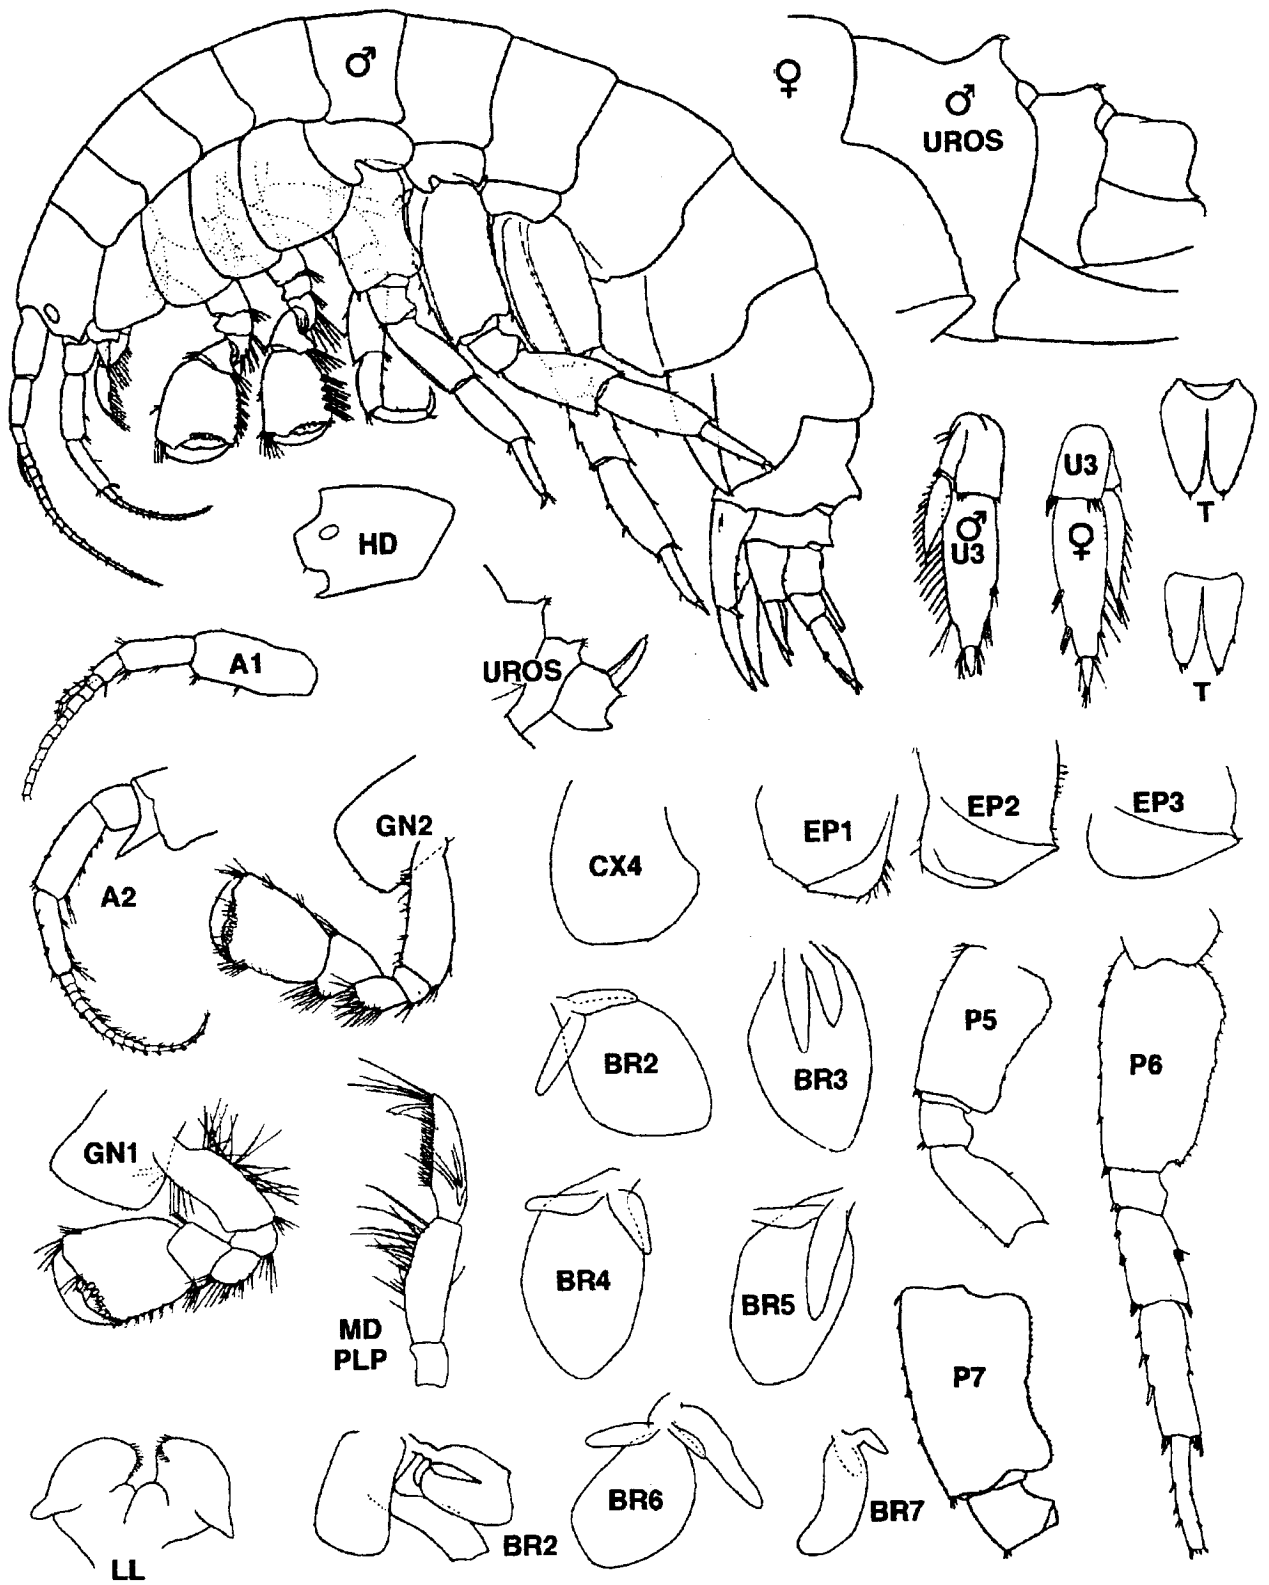 ♂
♀
♂
UROS
HD
♂
U3
U3
♀
T
T
A1
UROS
A2
GN2
CX4
EP1
EP2
EP3
BR2
BR3
P5
P6
GN1
MD
PLP
BR4
BR5
P7
LL
BR2
BR6
BR7